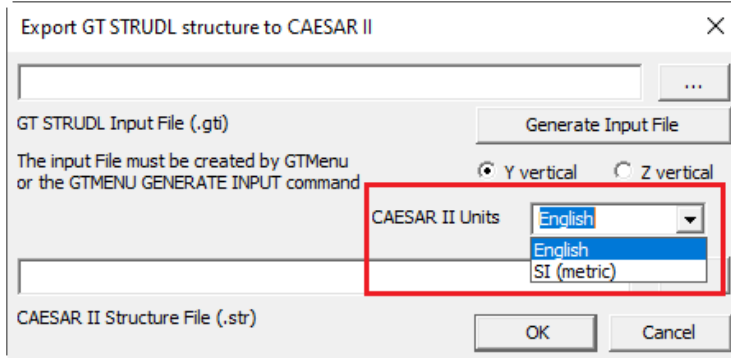 Export GT STRUDL structure to CAESAR II
...
GT STRUDL Input File (.gti)
Generate Input File
The input File must be created by GTMenu
or the GTMENU GENERATE INPUT command
Y vertical
Z vertical
CAESAR II Units
English
English
SI (metric)
CAESAR II Structure File (.str)
OK
Cancel